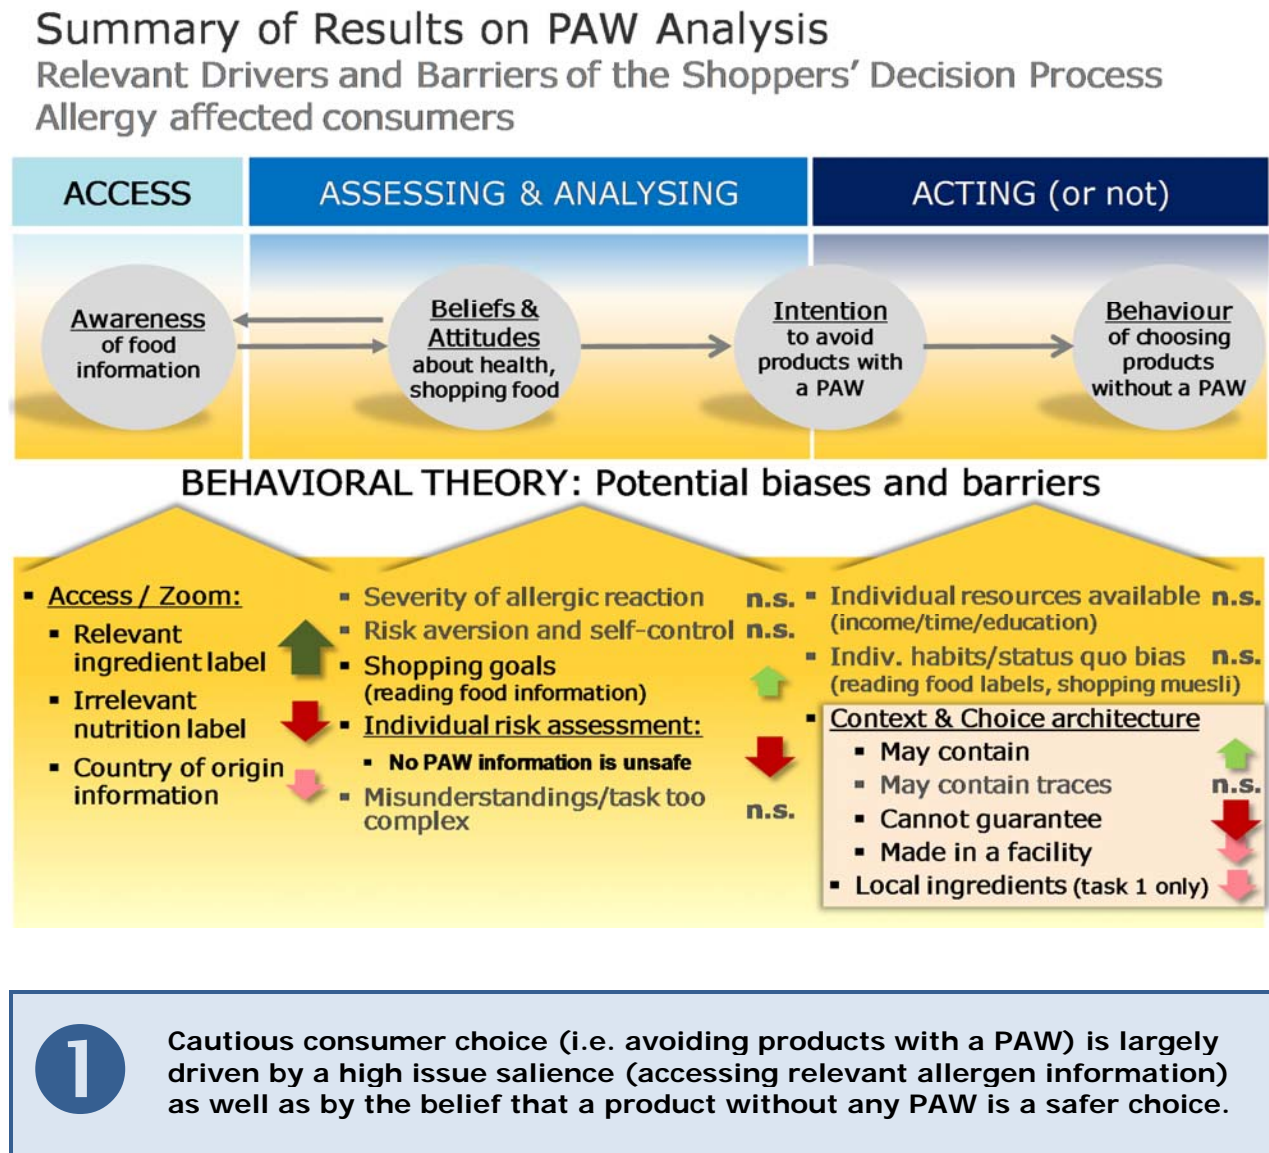 Summary of Results on PAW Analysis
Relevant Drivers and Barriers of the Shoppers’ Decision Process
Allergy affected consumers
ACCESS
ASSESSING & ANALYSING
ACTING (or not)
Awareness
of food
information
Beliefs &
Attitudes
about health,
shopping food
Intention
to avoid
products with
a PAW
Behaviour
of choosing
products
without a PAW
BEHAVIORAL THEORY: Potential biases and barriers
▪ Access / Zoom:
▪ Relevant
ingredient label
▪ Irrelevant
nutrition label
▪ Country of origin
information
▪ Severity of allergic reaction n.s.
▪ Risk aversion and self-control n.s.
▪ Shopping goals
(reading food information)
▪ Individual risk assessment:
▪ No PAW information is unsafe
▪ Misunderstandings/task too
complex n.s.
▪ Individual resources available n.s.
(income/time/education)
▪ Indiv. habits/status quo bias n.s.
(reading food labels, shopping muesli)
▪ Context & Choice architecture
▪ May contain
▪ May contain traces n.s.
▪ Cannot guarantee
▪ Made in a facility
▪ Local ingredients (task 1 only)
1
Cautious consumer choice (i.e. avoiding products with a PAW) is largely
driven by a high issue salience (accessing relevant allergen information)
as well as by the belief that a product without any PAW is a safer choice.